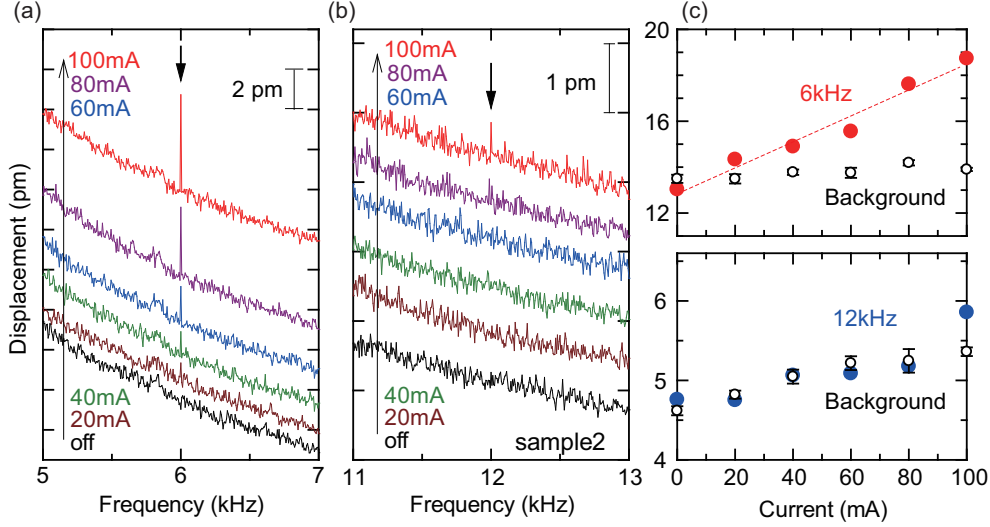 (a)
100mA
80mA
60mA
2 pm
40mA
20mA
off
Displacement (pm)
5
6
7
Frequency (kHz)
(b)
100mA
80mA
60mA
1 pm
40mA
20mA
off
sample2
11
12
13
Frequency (kHz)
(c)
20
16
12
6kHz
Background
6
5
4
12kHz
Background
0
20
40
60
80
100
Current (mA)